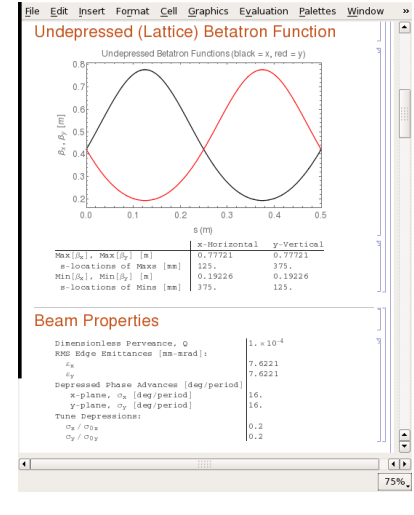 File Edit Insert Format Cell Graphics Evaluation Palettes Window »
Undepressed (Lattice) Betatron Function
Undepressed Betatron Functions (black = x, red = y)
0.8
0.7
0.6
0.5
0.4
0.3
0.2
βx, βy [m]
0.0 0.1 0.2 0.3 0.4 0.5
s (m)
x-Horizontal y-Vertical
Max[βx], Max[βy] [m] 0.77721 0.77721
s-locations of Maxs [mm] 125. 375.
Min[βx], Min[βy] [m] 0.19226 0.19226
s-locations of Mins [mm] 375. 125.
Beam Properties
Dimensionless Perveance, Q 1. × 10⁻⁴
RMS Edge Emittances [mm-mrad]:
εx 7.6221
εy 7.6221
Depressed Phase Advances [deg/period]
x-plane, σx [deg/period] 16.
y-plane, σy [deg/period] 16.
Tune Depressions:
σx / σ0x 0.2
σy / σ0y 0.2
75%